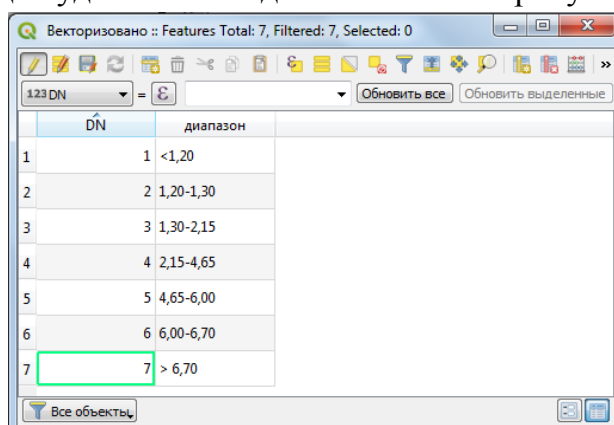 Векторизовано :: Features Total: 7, Filtered: 7, Selected: 0
»
123 DN = ε Обновить все Обновить выделенные
DN диапазон
1 1 <1,20
2 2 1,20-1,30
3 3 1,30-2,15
4 4 2,15-4,65
5 5 4,65-6,00
6 6 6,00-6,70
7 7 > 6,70
Все объекты